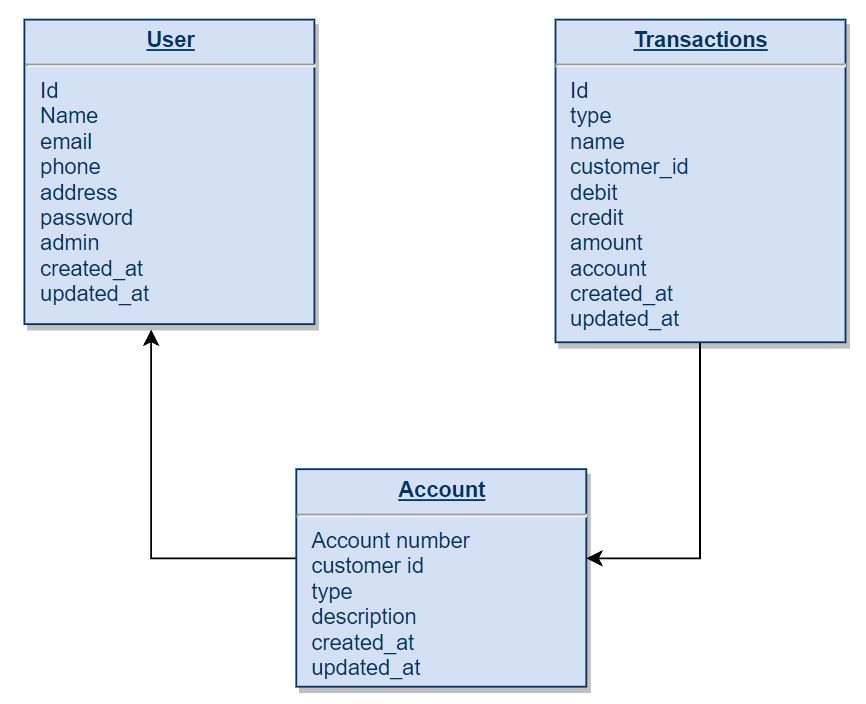 User
Id
Name
email
phone
address
password
admin
created_at
updated_at
Transactions
Id
type
name
customer_id
debit
credit
amount
account
created_at
updated_at
Account
Account number
customer id
type
description
created_at
updated_at